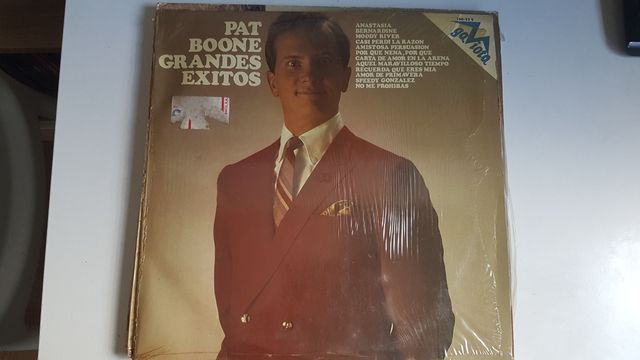 PAT
BOONE
GRANDES
EXITOS
ANASTASIA
BERNARDINE
MOODY RIVER
CASI PERDI LA RAZON
AMISTOSA PERSUASION
POR QUE NENA, POR QUE
CARTA DE AMOR EN LA ARENA
AQUEL MARAVILLOSO TIEMPO
RECUERDA QUE ERES MIA
AMOR DE PRIMAVERA
SPEEDY GONZALEZ
NO ME PROHIBAS
gaviota